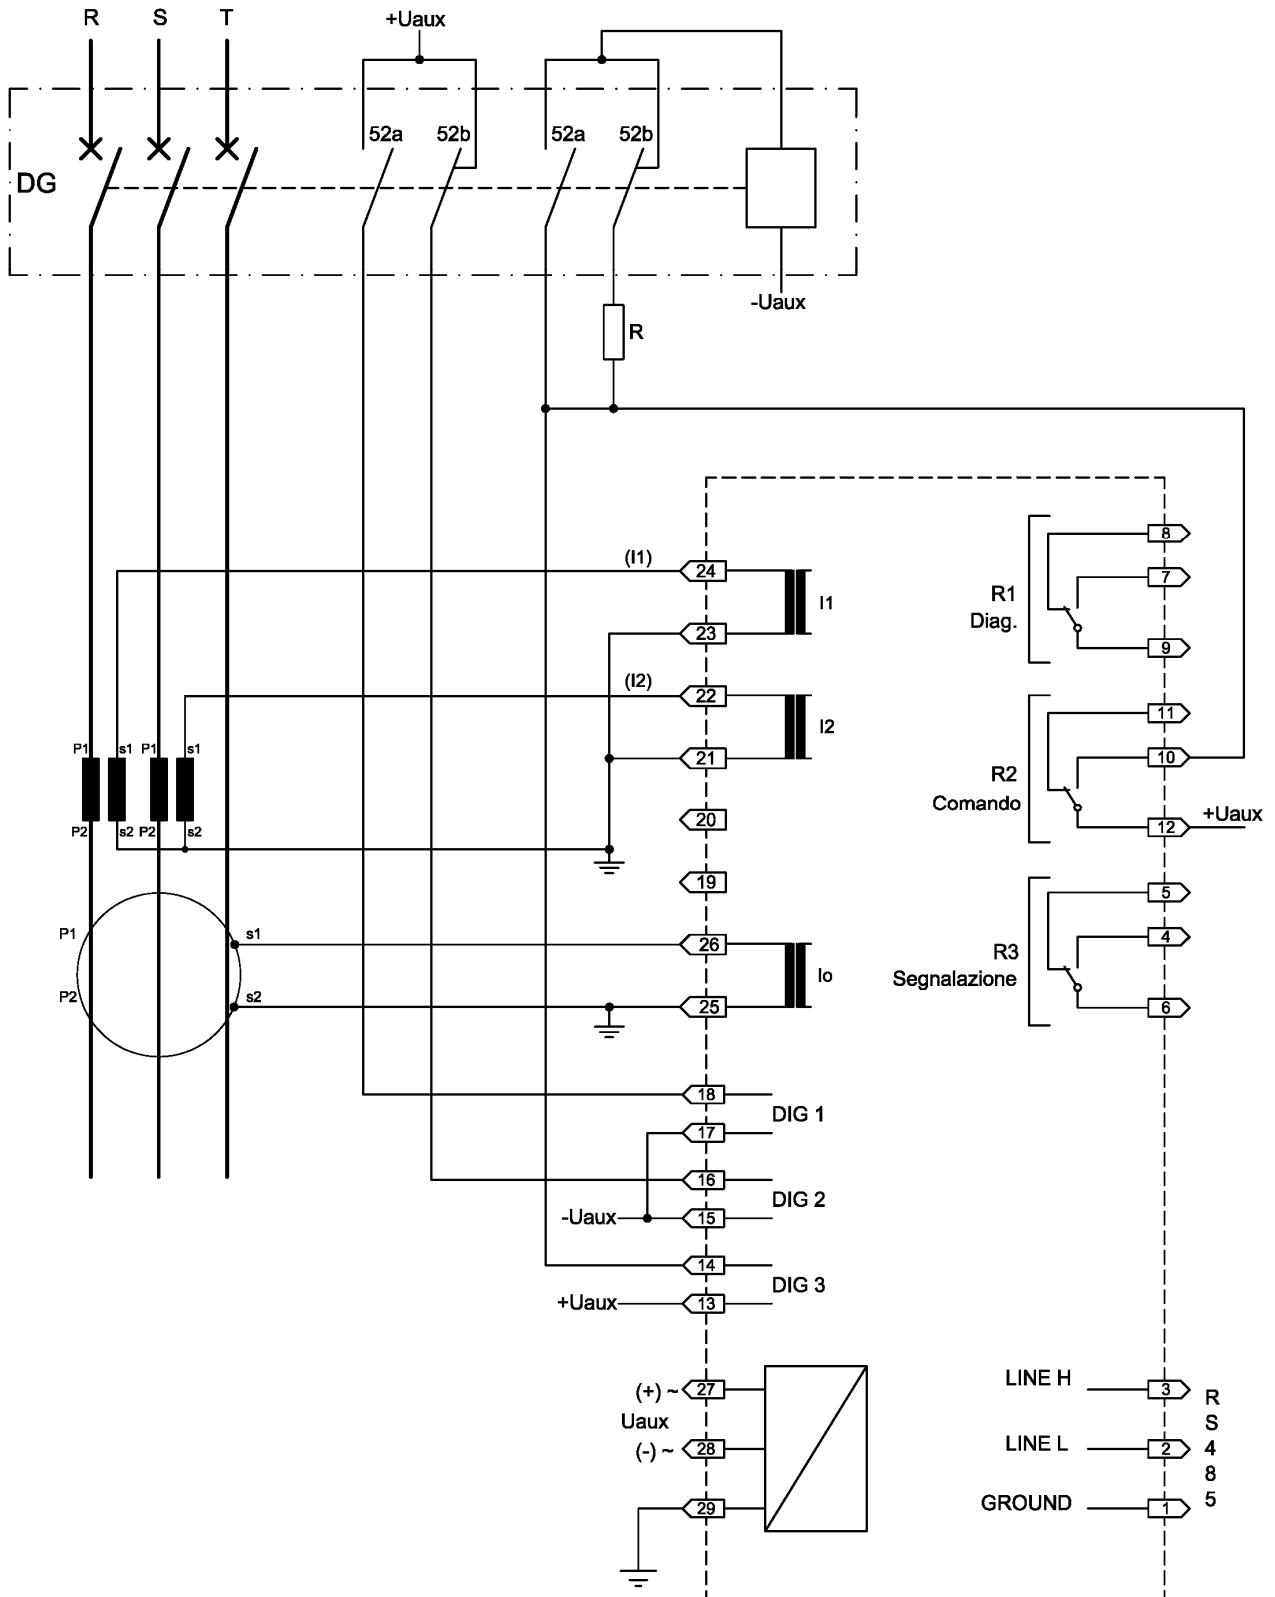 R S T
+Uaux
52a 52b 52a 52b
DG
-Uaux
R
(I1) 24 I1
23
(I2) 22 I2
21
20
19
P1 s1 P1 s1
P2 s2 P2 s2
P1 s1 26 Io
P2 s2 25
18 DIG 1
17
16 DIG 2
-Uaux 15
14 DIG 3
+Uaux 13
(+) ~ 27
Uaux
(-) ~ 28
29
R1
Diag.
8
7
9
R2
Comando
11
10
12 +Uaux
R3
Segnalazione
5
4
6
LINE H 3
LINE L 2
GROUND 1
R
S
4
8
5